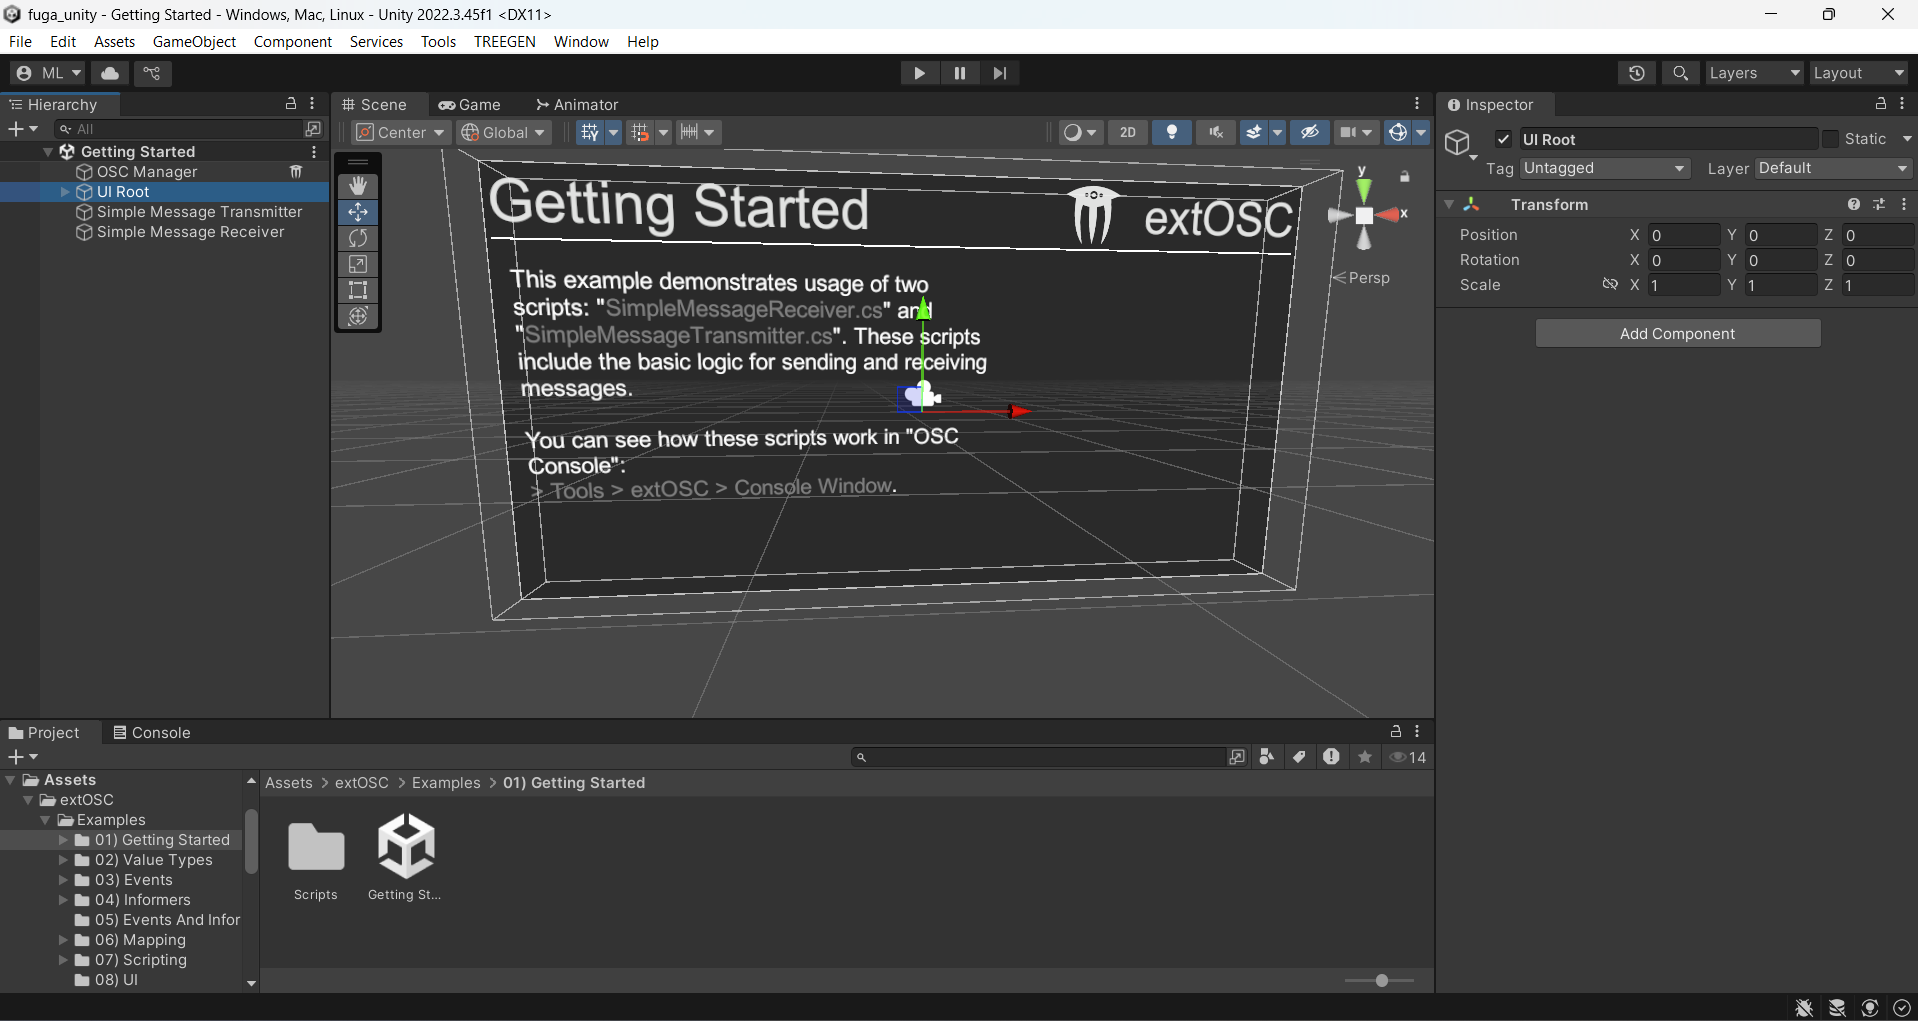 fuga_unity - Getting Started - Windows, Mac, Linux - Unity 2022.3.45f1 <DX11>
File Edit Assets GameObject Component Services Tools TREEGEN Window Help
ML
Layers
Layout
Hierarchy
All
Getting Started
OSC Manager
UI Root
Simple Message Transmitter
Simple Message Receiver
Scene
Game
Animator
Center
Global
2D
Getting Started
extOSC
This example demonstrates usage of two
scripts: "SimpleMessageReceiver.cs" and
"SimpleMessageTransmitter.cs". These scripts
include the basic logic for sending and receiving
messages.
You can see how these scripts work in "OSC
Console":
> Tools > extOSC > Console Window.
y
x
Persp
Inspector
UI Root
Static
Tag Untagged
Layer Default
Transform
Position X 0 Y 0 Z 0
Rotation X 0 Y 0 Z 0
Scale X 1 Y 1 Z 1
Add Component
Project
Console
14
Assets
extOSC
Examples
01) Getting Started
02) Value Types
03) Events
04) Informers
05) Events And Infor
06) Mapping
07) Scripting
08) UI
Assets > extOSC > Examples > 01) Getting Started
Scripts
Getting St...